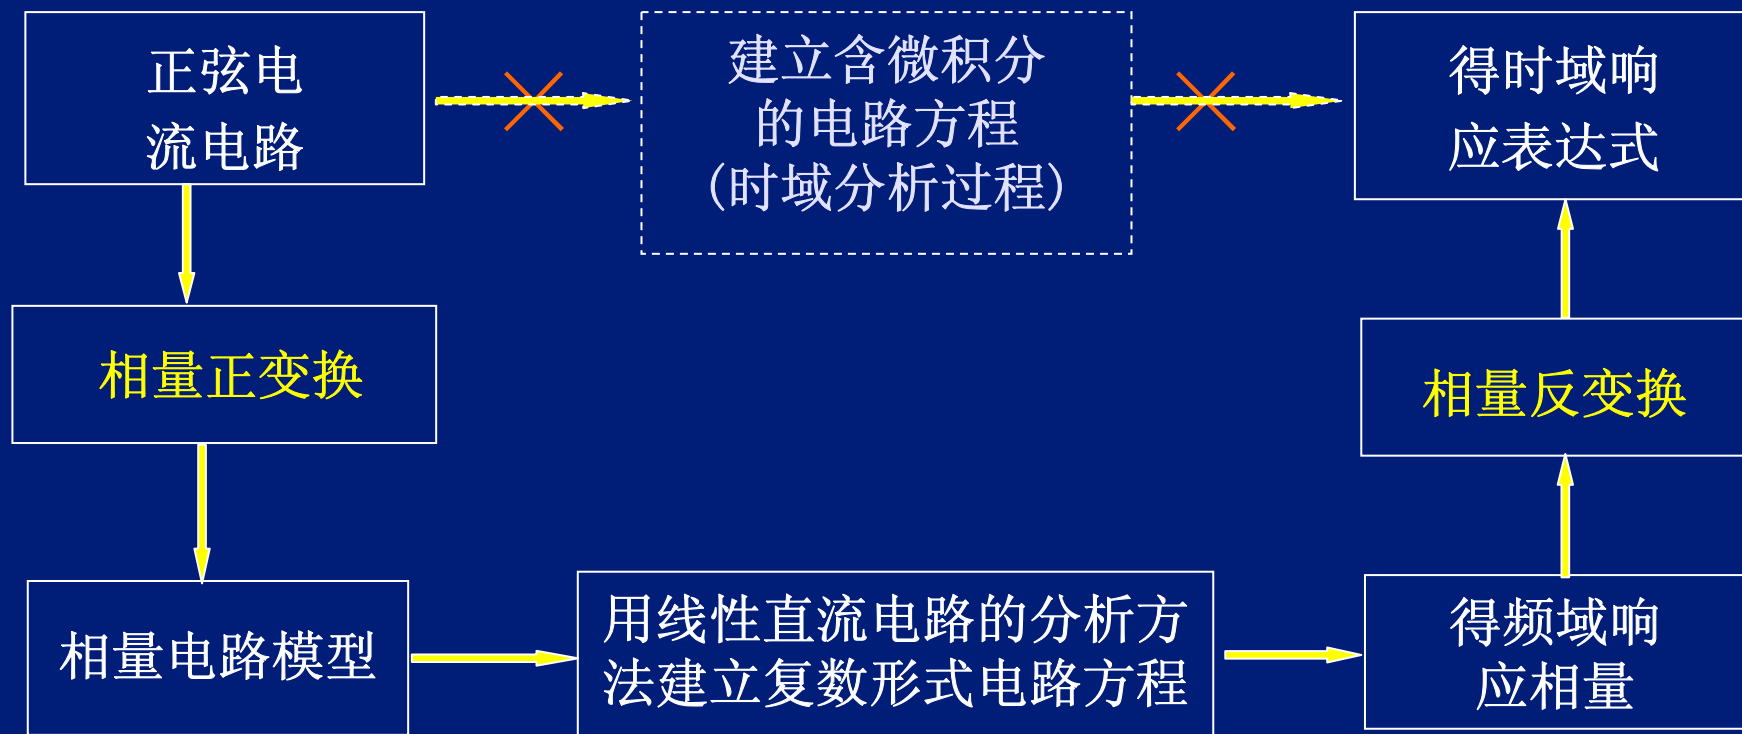 正弦电
流电路
建立含微积分
的电路方程
(时域分析过程)
得时域响
应表达式
相量正变换
相量反变换
相量电路模型
用线性直流电路的分析方
法建立复数形式电路方程
得频域响
应相量